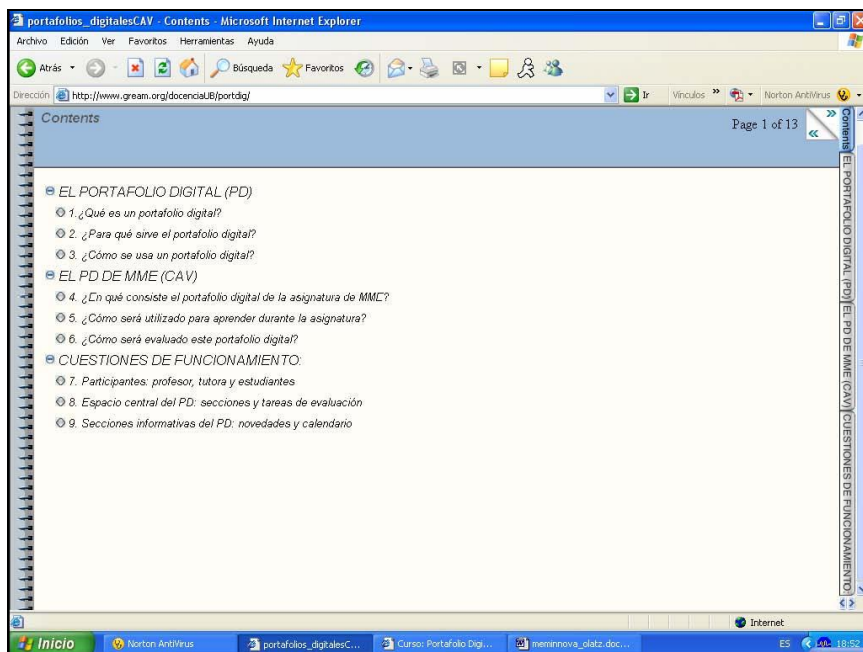 portafolios_digitalesCAV - Contents - Microsoft Internet Explorer
Archivo Edición Ver Favoritos Herramientas Ayuda
Atrás Búsqueda Favoritos
Dirección http://www.gream.org/docenciaUB/portdig/ Ir Vínculos » Norton AntiVirus
Contents
Page 1 of 13
EL PORTAFOLIO DIGITAL (PD)
1.¿Qué es un portafolio digital?
2. ¿Para qué sirve el portafolio digital?
3. ¿Cómo se usa un portafolio digital?
EL PD DE MME (CAV)
4. ¿En qué consiste el portafolio digital de la asignatura de MME?
5. ¿Cómo será utilizado para aprender durante la asignatura?
6. ¿Cómo será evaluado este portafolio digital?
CUESTIONES DE FUNCIONAMIENTO:
7. Participantes: profesor, tutora y estudiantes
8. Espacio central del PD: secciones y tareas de evaluación
9. Secciones informativas del PD: novedades y calendario
Contents
EL PORTAFOLIO DIGITAL (PD)
EL PD DE MME (CAV)
CUESTIONES DE FUNCIONAMIENTO:
Internet
Inicio Norton AntiVirus portafolios_digitalesC... Curso: Portafolio Digi... meminnova_olatz.doc... ES 18:52